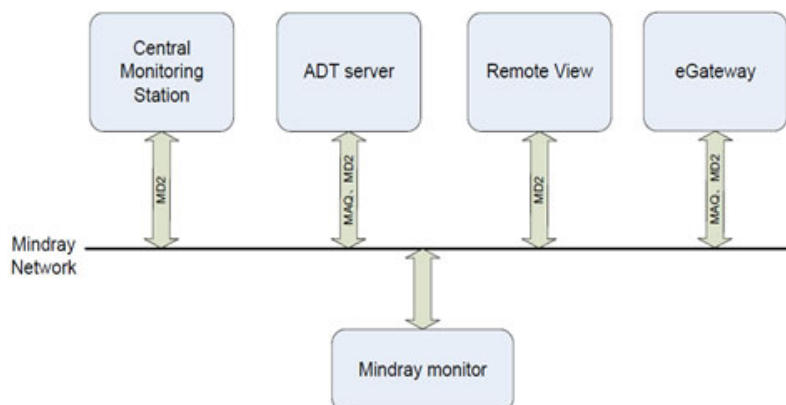 Central
Monitoring
Station
ADT server
Remote View
eGateway
MD2
MAQ、MD2
MD2
MAQ、MD2
Mindray
Network
Mindray monitor